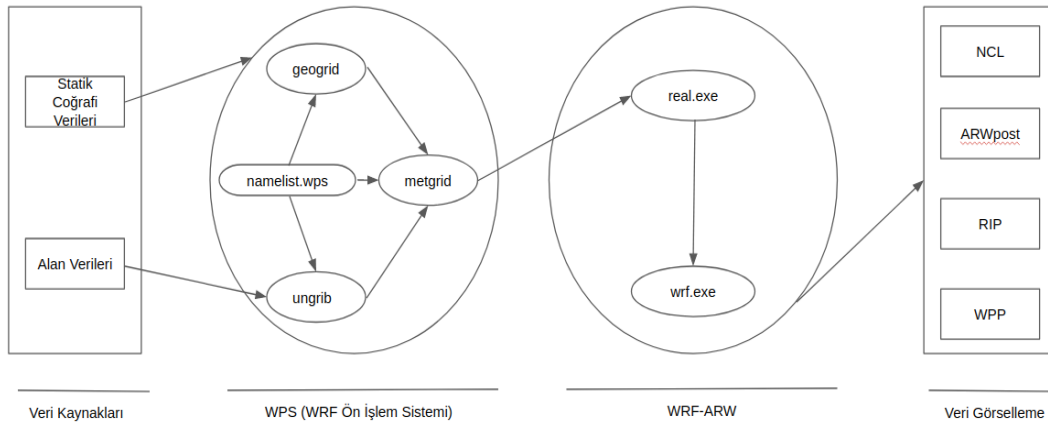 Statik
Coğrafi
Verileri
Alan Verileri
Veri Kaynakları
geogrid
namelist.wps
metgrid
ungrib
WPS (WRF Ön İşlem Sistemi)
real.exe
wrf.exe
WRF-ARW
NCL
ARWpost
RIP
WPP
Veri Görselleme